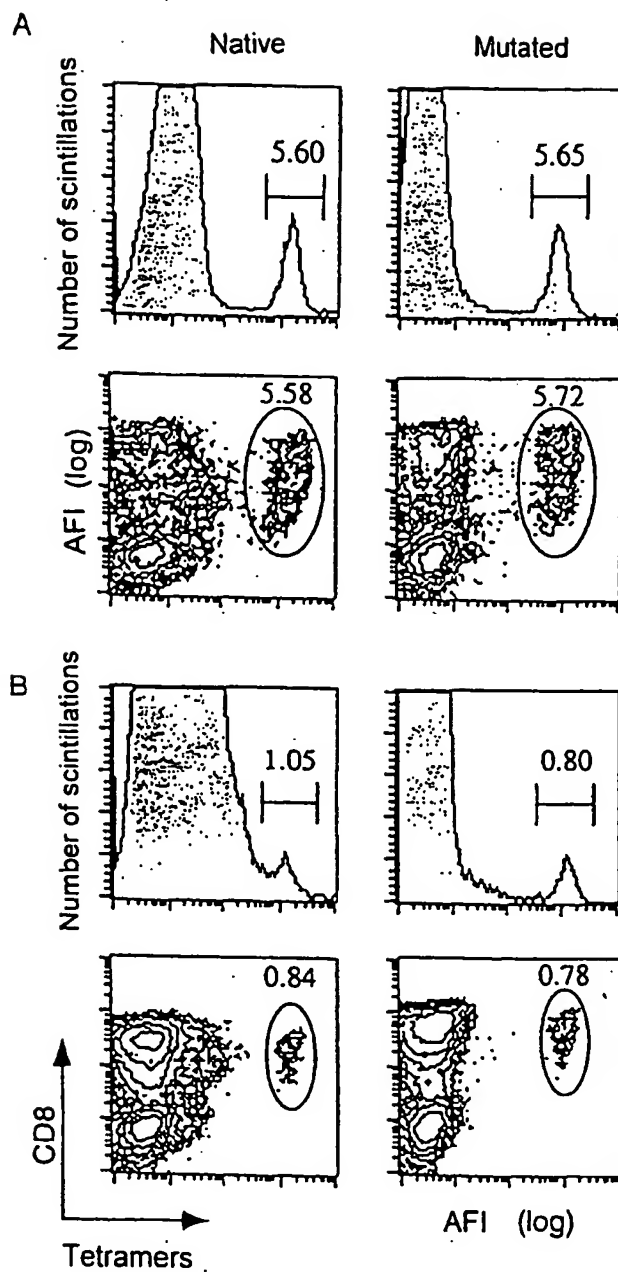 A
Native Mutated
Number of scintillations
5.60 5.65
AFI (log)
5.58 5.72
B
Number of scintillations
1.05 0.80
0.84 0.78
CD8
Tetramers
AFI (log)